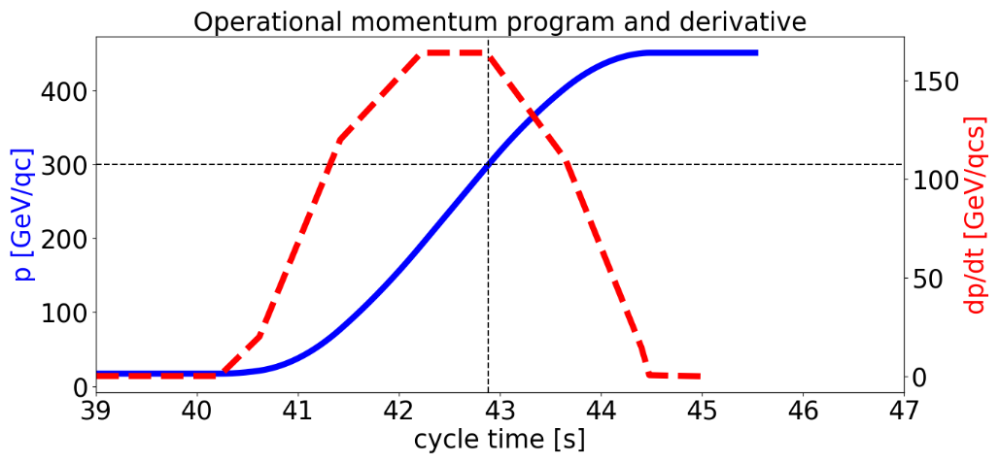 Operational momentum program and derivative
p [GeV/qc]
400
300
200
100
0
150
100
50
0
dp/dt [GeV/qcs]
39 40 41 42 43 44 45 46 47
cycle time [s]